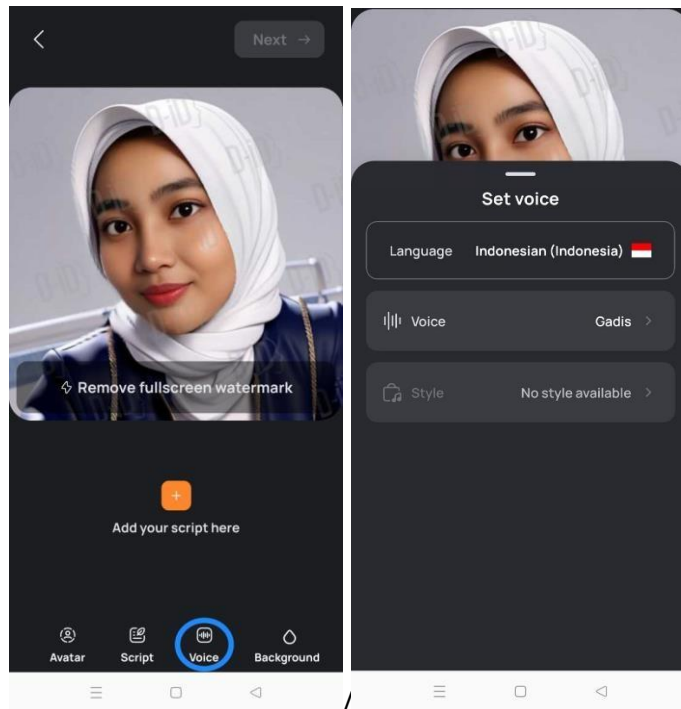 Next →
D-iD}
Remove fullscreen watermark
Add your script here
Avatar Script Voice Background
/
Set voice
Language Indonesian (Indonesia)
Voice Gadis >
Style No style available >